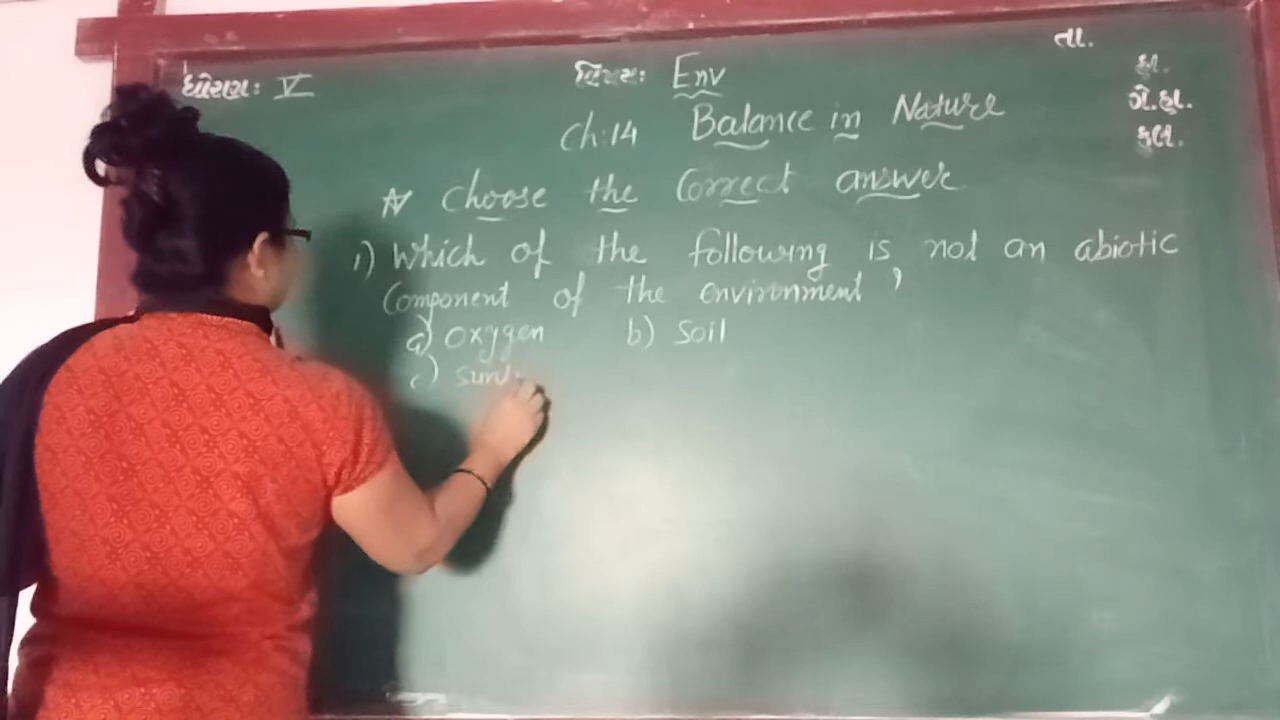 ધોરણ: V
વિષય: Env
તા.
હા.
ગે.હા.
કુલ.
Ch:14 Balance in Nature
☆ Choose the Correct answer
1) Which of the following is not an abiotic
Component of the environment ?
a) oxygen b) soil
c)